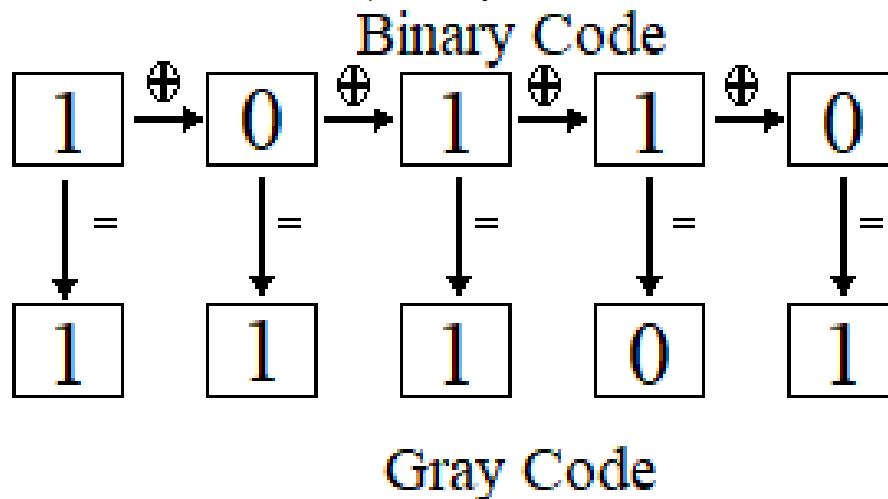 Binary Code
1 ⊕ 0 ⊕ 1 ⊕ 1 ⊕ 0
= = = = =
1 1 1 0 1
Gray Code